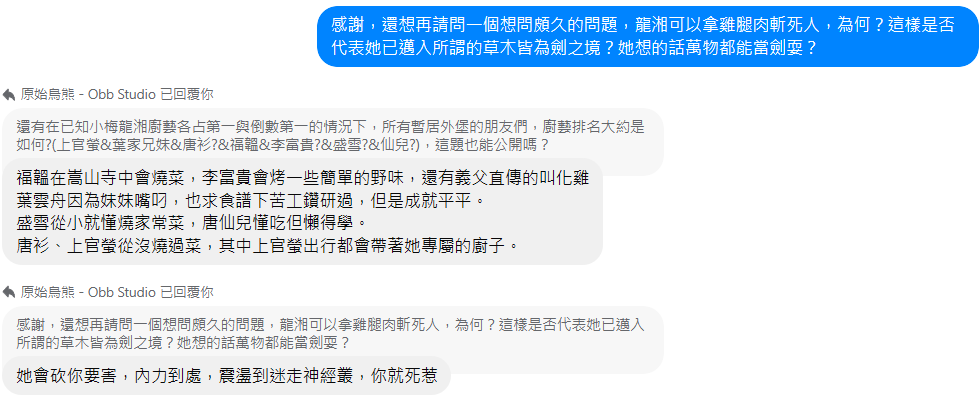 感謝，還想再請問一個想問頗久的問題，龍湘可以拿雞腿肉斬死人，為何？這樣是否
代表她已邁入所謂的草木皆為劍之境？她想的話萬物都能當劍耍？
原始鳥熊 - Obb Studio 已回覆你
還有在已知小梅龍湘廚藝各占第一與倒數第一的情況下，所有暫居外堡的朋友們，廚藝排名大約是
如何?(上官螢&葉家兄妹&唐衫?&福韞&李富貴?&盛雪?&仙兒?)，這題也能公開嗎？
福韞在嵩山寺中會燒菜，李富貴會烤一些簡單的野味，還有義父直傳的叫化雞
葉雲舟因為妹妹嘴叼，也求食譜下苦工鑽研過，但是成就平平。
盛雪從小就懂燒家常菜，唐仙兒懂吃但懶得學。
唐衫、上官螢從沒燒過菜，其中上官螢出行都會帶著她專屬的廚子。
原始鳥熊 - Obb Studio 已回覆你
感謝，還想再請問一個想問頗久的問題，龍湘可以拿雞腿肉斬死人，為何？這樣是否代表她已邁入
所謂的草木皆為劍之境？她想的話萬物都能當劍耍？
她會砍你要害，內力到處，震盪到迷走神經叢，你就死惹